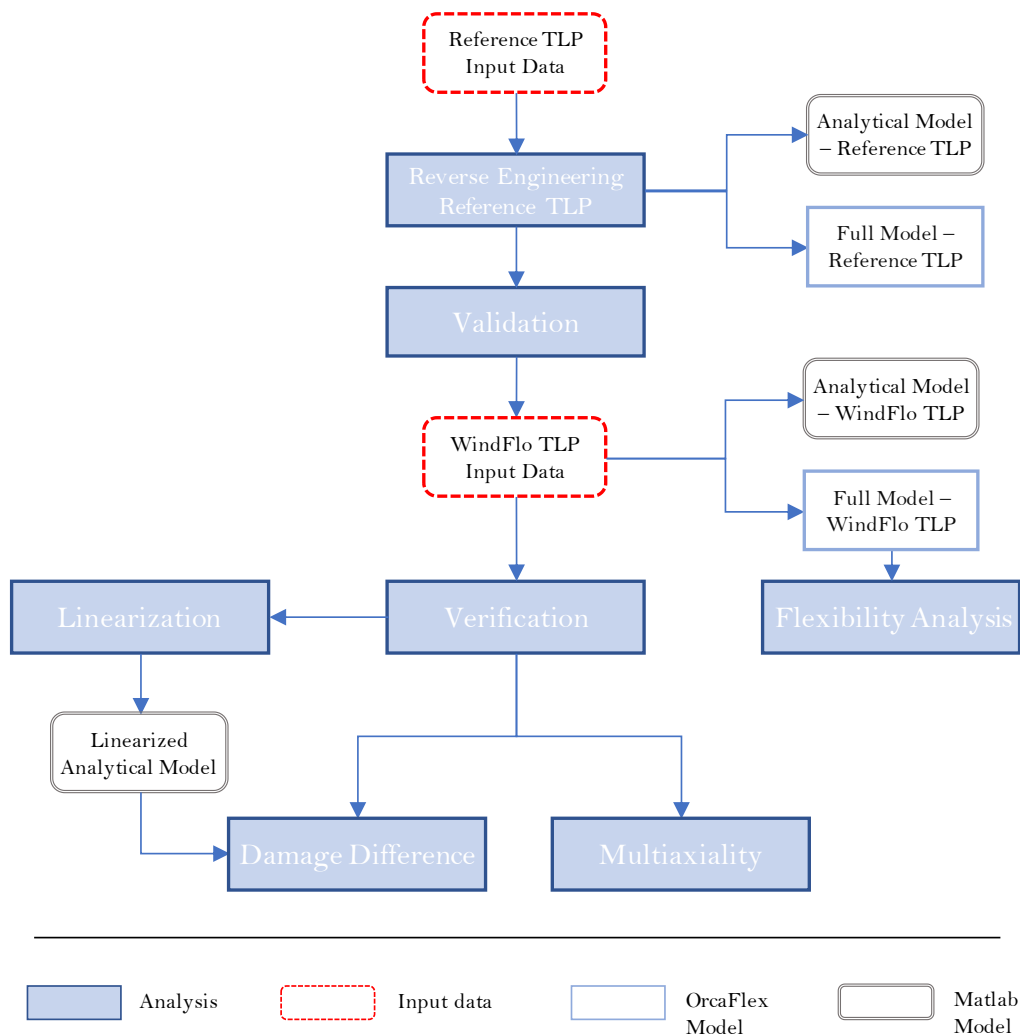 Reference TLP
Input Data
Analytical Model
– Reference TLP
Reverse Engineering
Reference TLP
Full Model –
Reference TLP
Validation
Analytical Model
– WindFlo TLP
WindFlo TLP
Input Data
Full Model –
WindFlo TLP
Linearization
Verification
Flexibility Analysis
Linearized
Analytical Model
Damage Difference
Multiaxiality
Analysis
Input data
OrcaFlex
Model
Matlab
Model